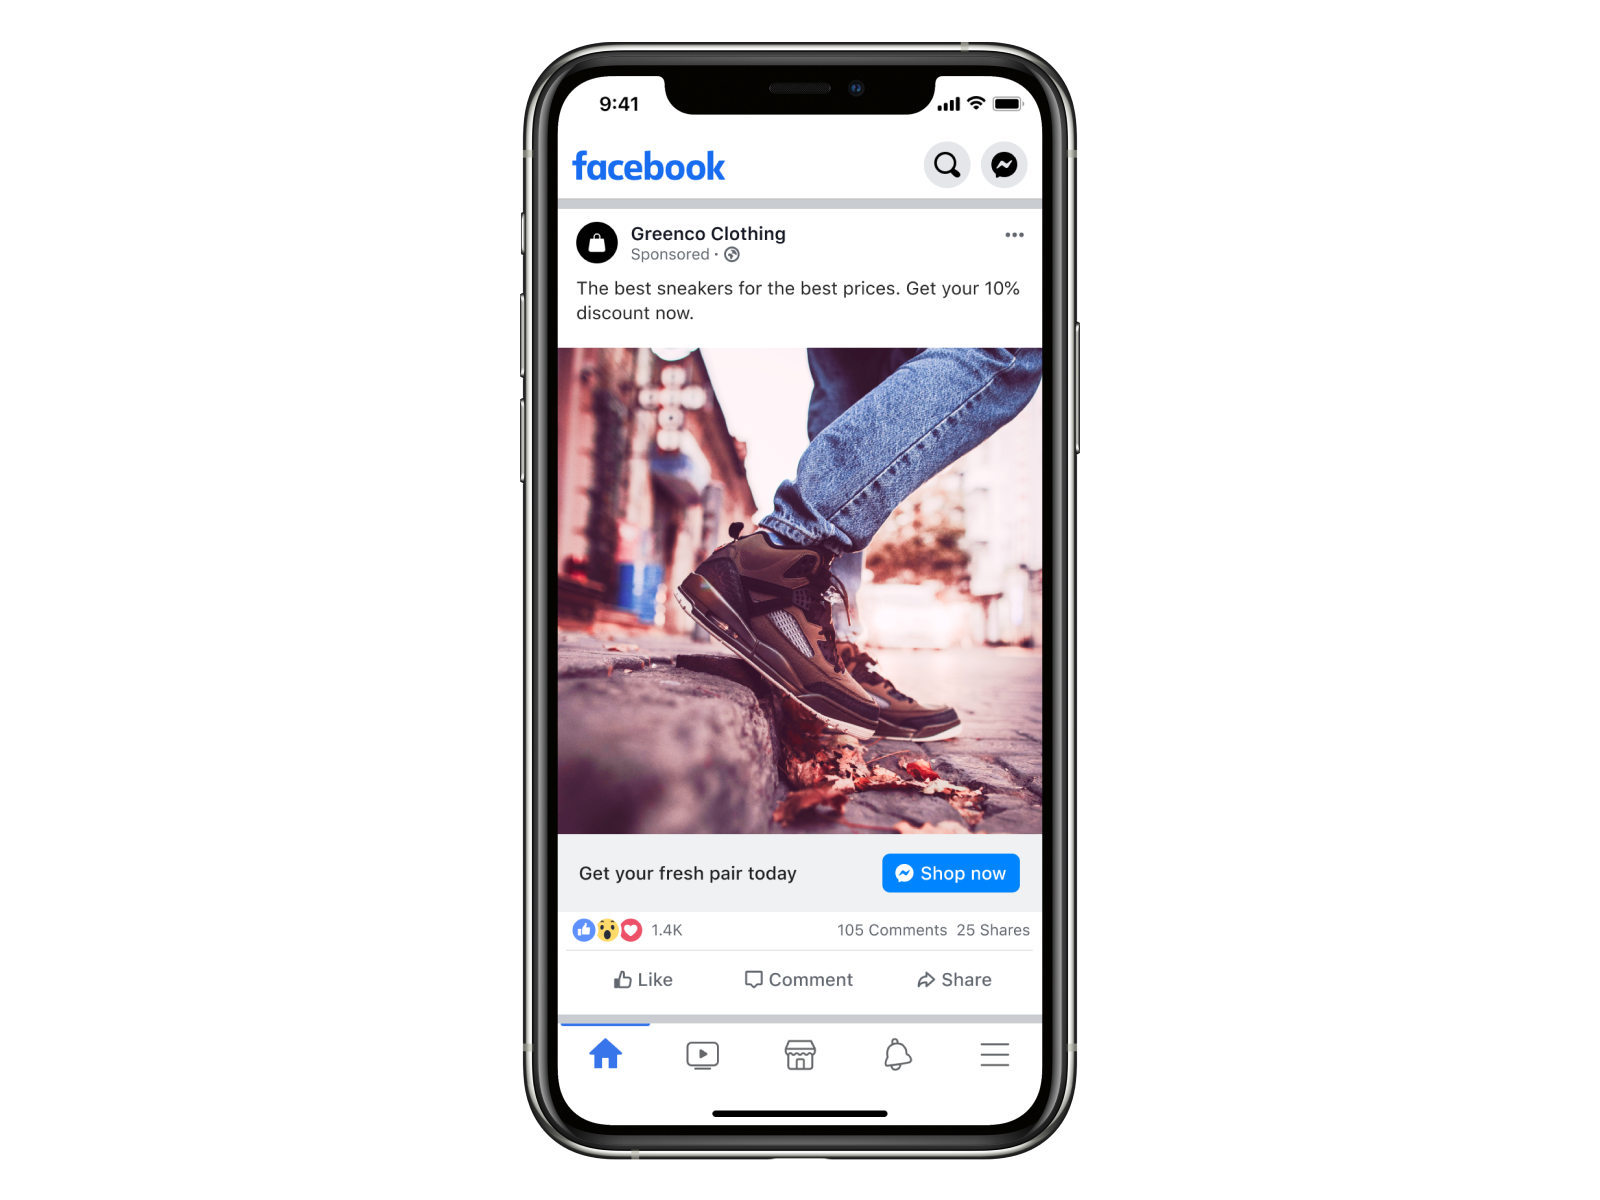 9:41
facebook
Greenco Clothing
Sponsored ·
The best sneakers for the best prices. Get your 10%
discount now.
Get your fresh pair today
Shop now
1.4K 105 Comments 25 Shares
Like Comment Share